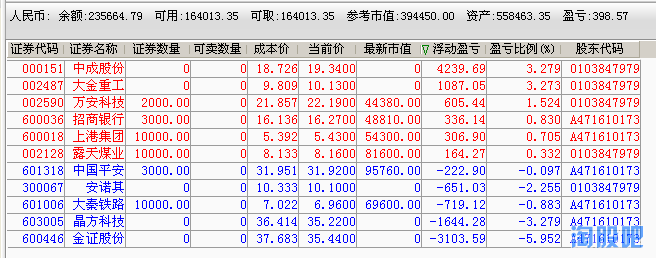 人民币: 余额:235664.79 可用:164013.35 可取:164013.35 参考市值:394450.00 资产:558463.35 盈亏:398.57
证券代码 证券名称 证券数量 可卖数量 成本价 当前价 最新市值 浮动盈亏 盈亏比例(%) 股东代码
000151 中成股份 0 0 18.726 19.3400 0 4239.69 3.279 0103847979
002487 大金重工 0 0 9.809 10.1300 0 1087.05 3.273 0103847979
002590 万安科技 2000.00 0 21.857 22.1900 44380.00 605.44 1.524 0103847979
600036 招商银行 3000.00 0 16.136 16.2700 48810.00 336.14 0.830 A471610173
600018 上港集团 10000.00 0 5.392 5.4300 54300.00 306.90 0.705 A471610173
002128 露天煤业 10000.00 0 8.133 8.1600 81600.00 164.27 0.332 0103847979
601318 中国平安 3000.00 0 31.951 31.9200 95760.00 -222.90 -0.097 A471610173
300067 安诺其 0 0 10.333 10.1000 0 -651.03 -2.255 0103847979
601006 大秦铁路 10000.00 0 7.022 6.9600 69600.00 -719.12 -0.883 A471610173
603005 晶方科技 0 0 36.414 35.2200 0 -1644.28 -3.279 A471610173
600446 金证股份 0 0 37.683 35.4400 0 -3103.59 -5.952 A471610173
淘股吧